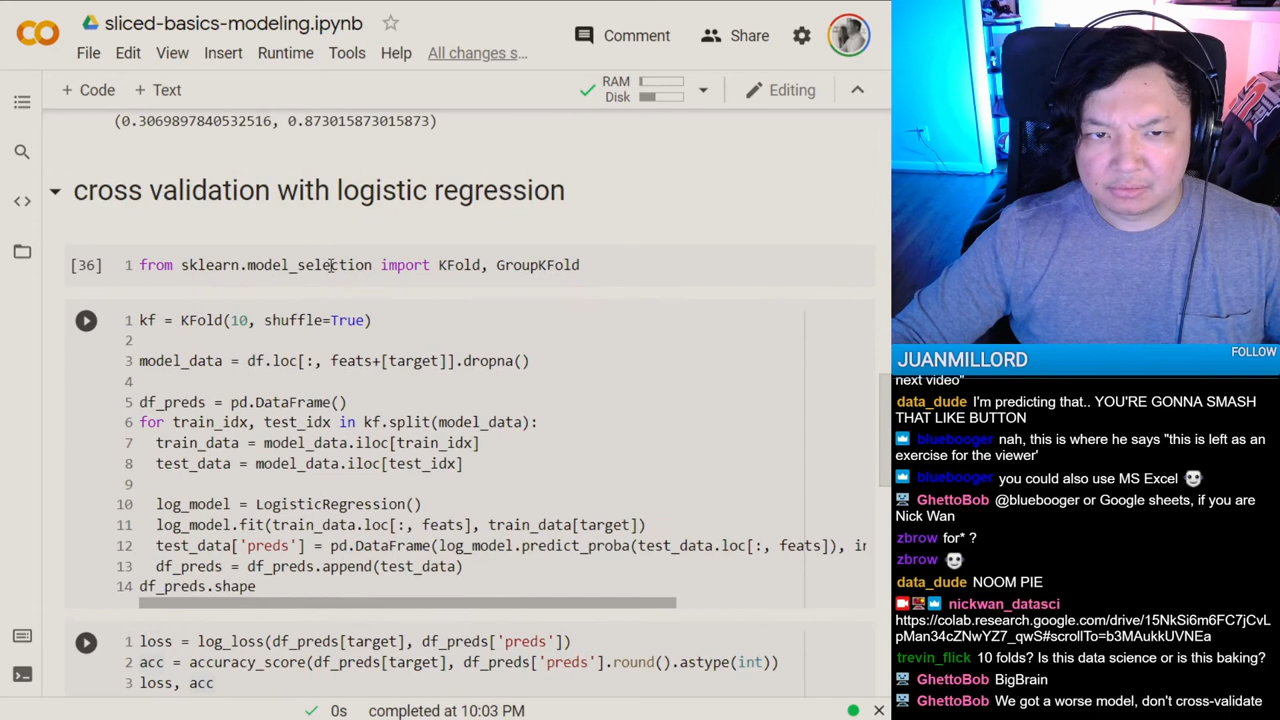 sliced-basics-modeling.ipynb
File Edit View Insert Runtime Tools Help All changes s…
Comment Share
+ Code + Text
RAM
Disk
Editing
(0.3069897840532516, 0.873015873015873)
cross validation with logistic regression
[36] 1 from sklearn.model_selection import KFold, GroupKFold
1 kf = KFold(10, shuffle=True)
2
3 model_data = df.loc[:, feats+[target]].dropna()
4
5 df_preds = pd.DataFrame()
6 for train_idx, test_idx in kf.split(model_data):
7 train_data = model_data.iloc[train_idx]
8 test_data = model_data.iloc[test_idx]
9
10 log_model = LogisticRegression()
11 log_model.fit(train_data.loc[:, feats], train_data[target])
12 test_data['preds'] = pd.DataFrame(log_model.predict_proba(test_data.loc[:, feats]), in
13 df_preds = df_preds.append(test_data)
14 df_preds.shape
1 loss = log_loss(df_preds[target], df_preds['preds'])
2 acc = accuracy_score(df_preds[target], df_preds['preds'].round().astype(int))
3 loss, acc
0s completed at 10:03 PM
JUANMILLORD
FOLLOW
next video"
data_dude I'm predicting that.. YOU'RE GONNA SMASH
THAT LIKE BUTTON
bluebooger nah, this is where he says "this is left as an
exercise for the viewer'
bluebooger you could also use MS Excel
GhettoBob @bluebooger or Google sheets, if you are
Nick Wan
zbrow for* ?
zbrow
data_dude NOOM PIE
nickwan_datasci
https://colab.research.google.com/drive/15NkSi6m6FC7jCvL
pMan34cZNwYZ7_qwS#scrollTo=b3MAukkUVNEa
trevin_flick 10 folds? Is this data science or is this baking?
GhettoBob BigBrain
GhettoBob We got a worse model, don't cross-validate